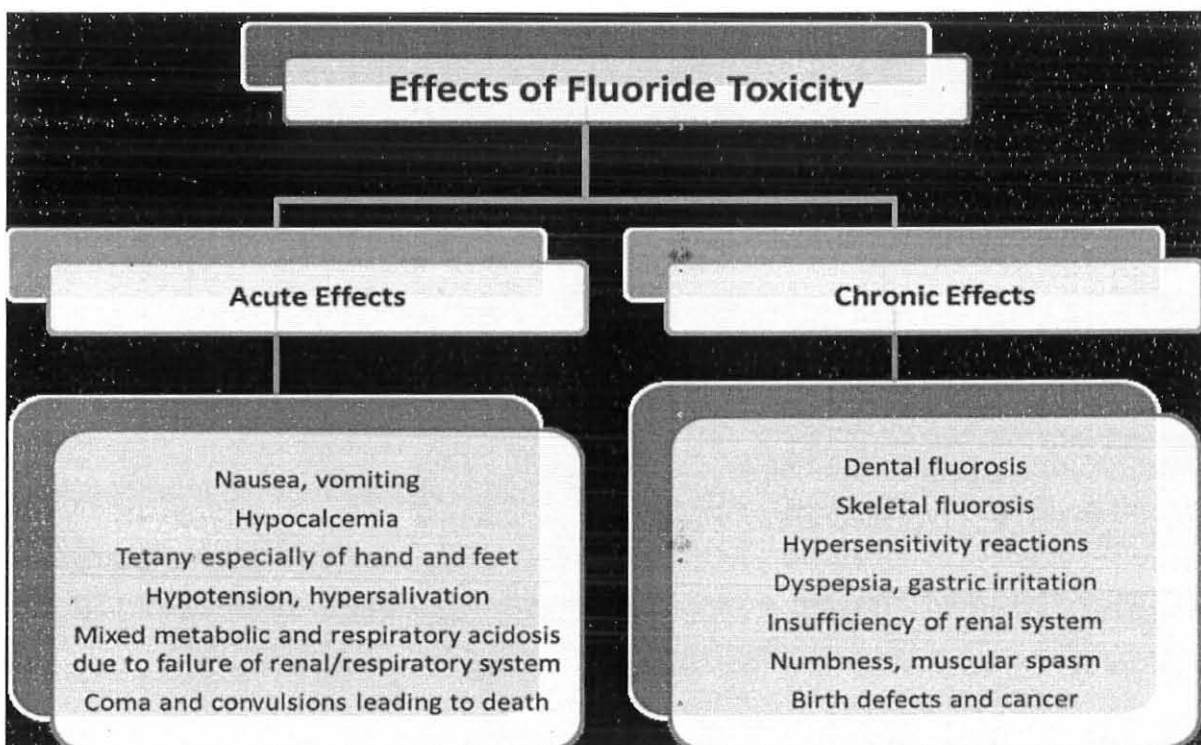 Effects of Fluoride Toxicity
Acute Effects
Nausea, vomiting
Hypocalcemia
Tetany especially of hand and feet
Hypotension, hypersalivation
Mixed metabolic and respiratory acidosis
due to failure of renal/respiratory system
Coma and convulsions leading to death
Chronic Effects
Dental fluorosis
Skeletal fluorosis
Hypersensitivity reactions
Dyspepsia, gastric irritation
Insufficiency of renal system
Numbness, muscular spasm
Birth defects and cancer